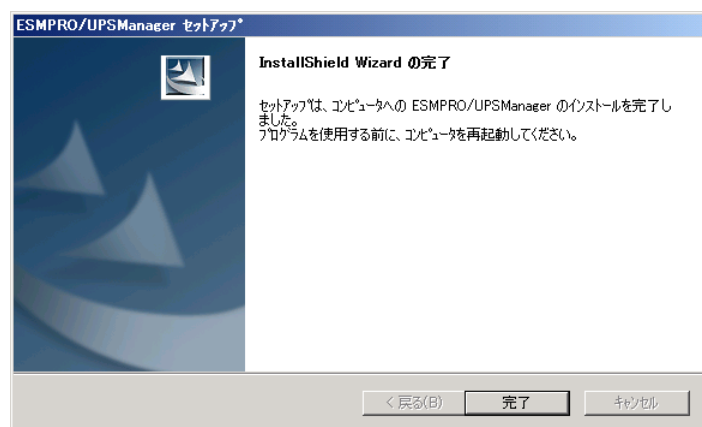 ESMPRO/UPSManager ｾｯﾄｱｯﾌﾟ
InstallShield Wizard の完了
ｾｯﾄｱｯﾌﾟは、ｺﾝﾋﾟｭｰﾀへの ESMPRO/UPSManager のｲﾝｽﾄｰﾙを完了し
ました。
ﾌﾟﾛｸﾞﾗﾑを使用する前に、ｺﾝﾋﾟｭｰﾀを再起動してください。
< 戻る(B)
完了
ｷｬﾝｾﾙ